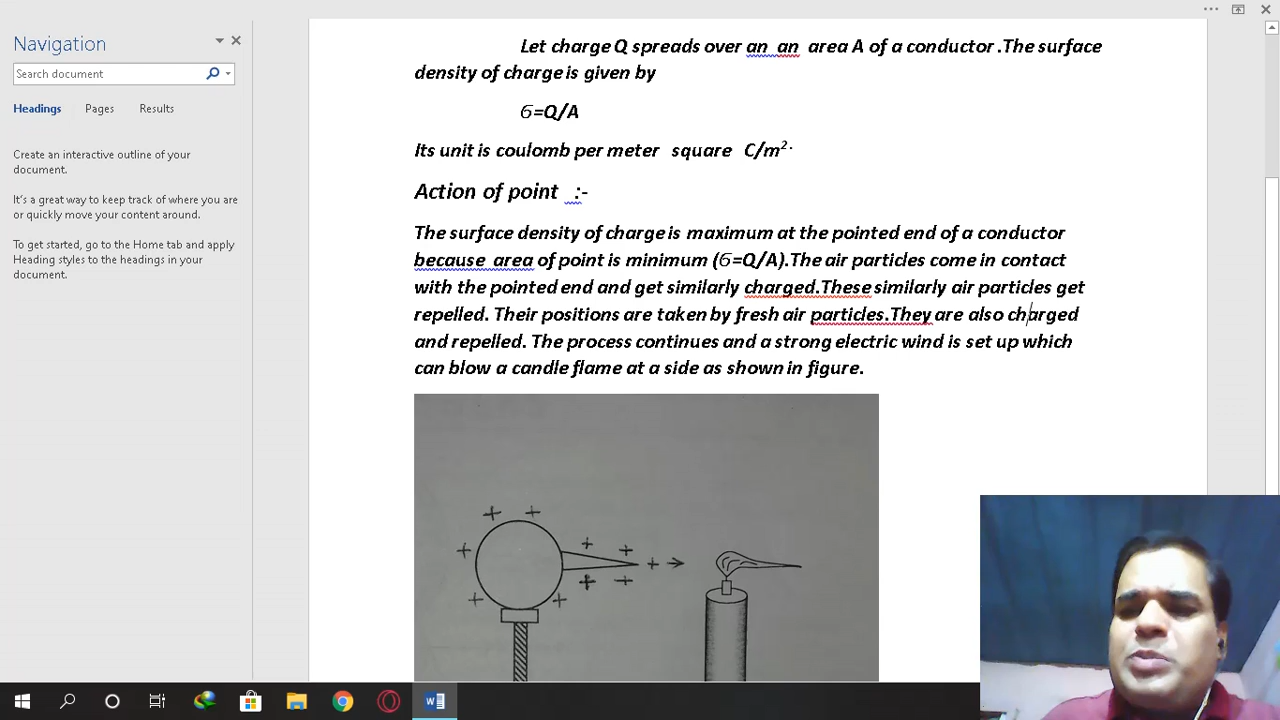 Navigation
Search document
Headings Pages Results
Create an interactive outline of your
document.
It's a great way to keep track of where you are
or quickly move your content around.
To get started, go to the Home tab and apply
Heading styles to the headings in your
document.
Let charge Q spreads over an an area A of a conductor .The surface
density of charge is given by
Ϭ=Q/A
Its unit is coulomb per meter square C/m².
Action of point :-
The surface density of charge is maximum at the pointed end of a conductor
because area of point is minimum (Ϭ=Q/A).The air particles come in contact
with the pointed end and get similarly charged.These similarly air particles get
repelled. Their positions are taken by fresh air particles.They are also charged
and repelled. The process continues and a strong electric wind is set up which
can blow a candle flame at a side as shown in figure.